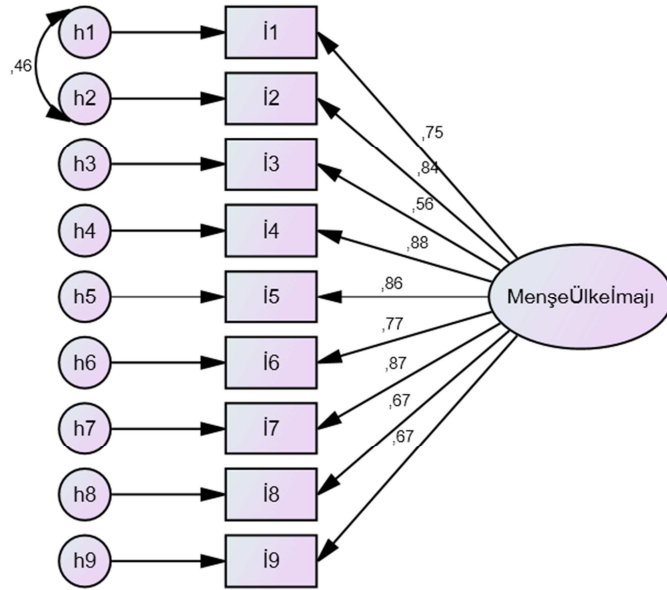 h1 İ1
,46
h2 İ2
,75
h3 İ3
,84
,56
h4 İ4
,88
h5 İ5
,86
MenşeÜlkeİmajı
h6 İ6
,77
h7 İ7
,87
,67
h8 İ8
,67
h9 İ9